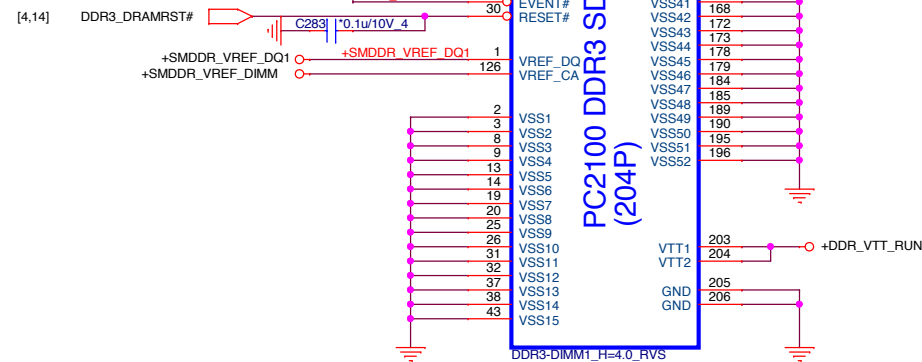 EVENT#
[4,14] DDR3_DRAMRST# 30 RESET#
C283 *0.1u/10V_4
+SMDDR_VREF_DQ1 +SMDDR_VREF_DQ1 1 VREF_DQ
+SMDDR_VREF_DIMM 126 VREF_CA
2 VSS1
3 VSS2
8 VSS3
9 VSS4
13 VSS5
14 VSS6
19 VSS7
20 VSS8
25 VSS9
26 VSS10
31 VSS11
32 VSS12
37 VSS13
38 VSS14
43 VSS15
PC2100 DDR3 SD
(204P)
VSS41
VSS42 168
VSS43 172
VSS44 173
VSS45 178
VSS46 179
VSS47 184
VSS48 185
VSS49 189
VSS50 190
VSS51 195
VSS52 196
VTT1 203 +DDR_VTT_RUN
VTT2 204
GND 205
GND 206
DDR3-DIMM1_H=4.0_RVS